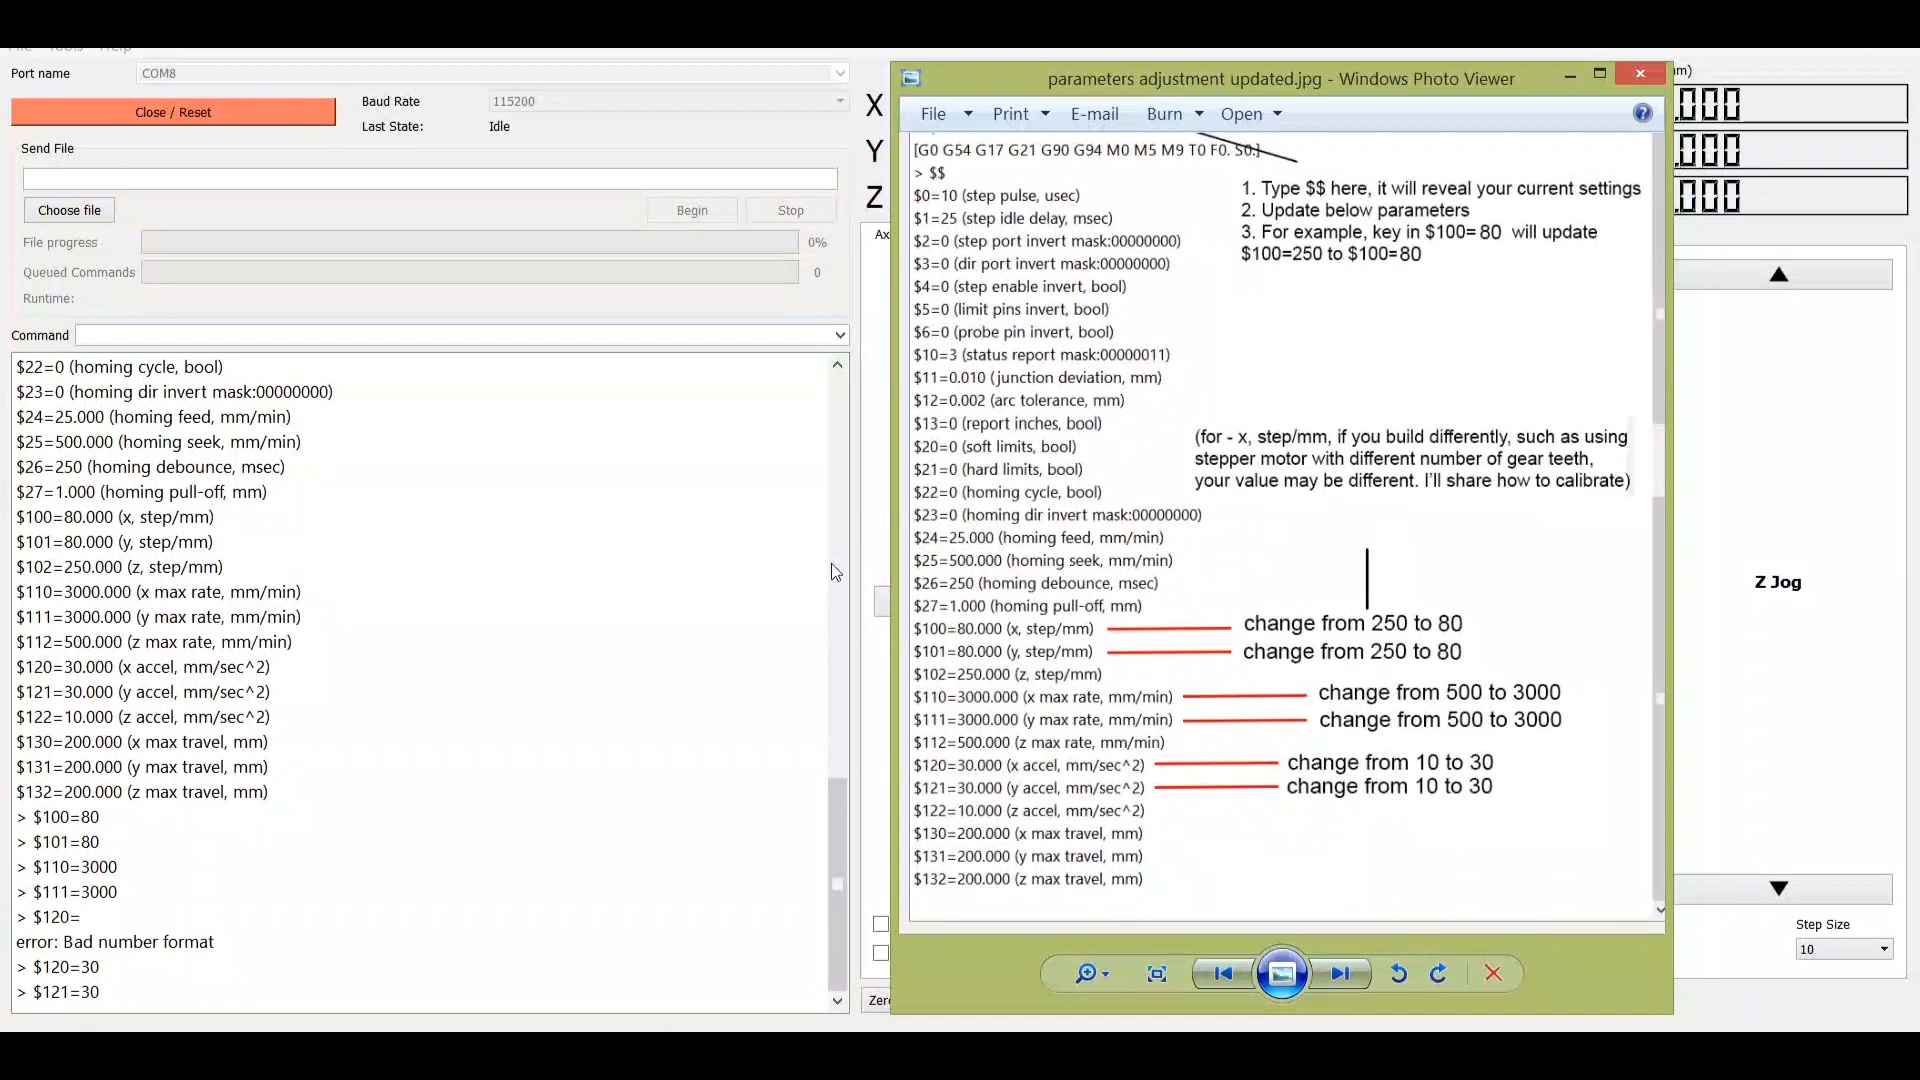 File Tools Help
Port name
COM8
Close / Reset
Baud Rate
115200
Last State:
Idle
Send File
Choose file
Begin
Stop
File progress
0%
Queued Commands
0
Runtime:
Command
$22=0 (homing cycle, bool)
$23=0 (homing dir invert mask:00000000)
$24=25.000 (homing feed, mm/min)
$25=500.000 (homing seek, mm/min)
$26=250 (homing debounce, msec)
$27=1.000 (homing pull-off, mm)
$100=80.000 (x, step/mm)
$101=80.000 (y, step/mm)
$102=250.000 (z, step/mm)
$110=3000.000 (x max rate, mm/min)
$111=3000.000 (y max rate, mm/min)
$112=500.000 (z max rate, mm/min)
$120=30.000 (x accel, mm/sec^2)
$121=30.000 (y accel, mm/sec^2)
$122=10.000 (z accel, mm/sec^2)
$130=200.000 (x max travel, mm)
$131=200.000 (y max travel, mm)
$132=200.000 (z max travel, mm)
> $100=80
> $101=80
> $110=3000
> $111=3000
> $120=
error: Bad number format
> $120=30
> $121=30
X
Y
Z
Ax
Zero
parameters adjustment updated.jpg - Windows Photo Viewer
File
Print
E-mail
Burn
Open
[G0 G54 G17 G21 G90 G94 M0 M5 M9 T0 F0. S0.]
> $$
$0=10 (step pulse, usec)
$1=25 (step idle delay, msec)
$2=0 (step port invert mask:00000000)
$3=0 (dir port invert mask:00000000)
$4=0 (step enable invert, bool)
$5=0 (limit pins invert, bool)
$6=0 (probe pin invert, bool)
$10=3 (status report mask:00000011)
$11=0.010 (junction deviation, mm)
$12=0.002 (arc tolerance, mm)
$13=0 (report inches, bool)
$20=0 (soft limits, bool)
$21=0 (hard limits, bool)
$22=0 (homing cycle, bool)
$23=0 (homing dir invert mask:00000000)
$24=25.000 (homing feed, mm/min)
$25=500.000 (homing seek, mm/min)
$26=250 (homing debounce, msec)
$27=1.000 (homing pull-off, mm)
$100=80.000 (x, step/mm)
$101=80.000 (y, step/mm)
$102=250.000 (z, step/mm)
$110=3000.000 (x max rate, mm/min)
$111=3000.000 (y max rate, mm/min)
$112=500.000 (z max rate, mm/min)
$120=30.000 (x accel, mm/sec^2)
$121=30.000 (y accel, mm/sec^2)
$122=10.000 (z accel, mm/sec^2)
$130=200.000 (x max travel, mm)
$131=200.000 (y max travel, mm)
$132=200.000 (z max travel, mm)
1. Type $$ here, it will reveal your current settings
2. Update below parameters
3. For example, key in $100= 80 will update
$100=250 to $100=80
(for - x, step/mm, if you build differently, such as using
stepper motor with different number of gear teeth,
your value may be different. I'll share how to calibrate)
change from 250 to 80
change from 250 to 80
change from 500 to 3000
change from 500 to 3000
change from 10 to 30
change from 10 to 30
m)
.000
.000
.000
Z Jog
Step Size
10